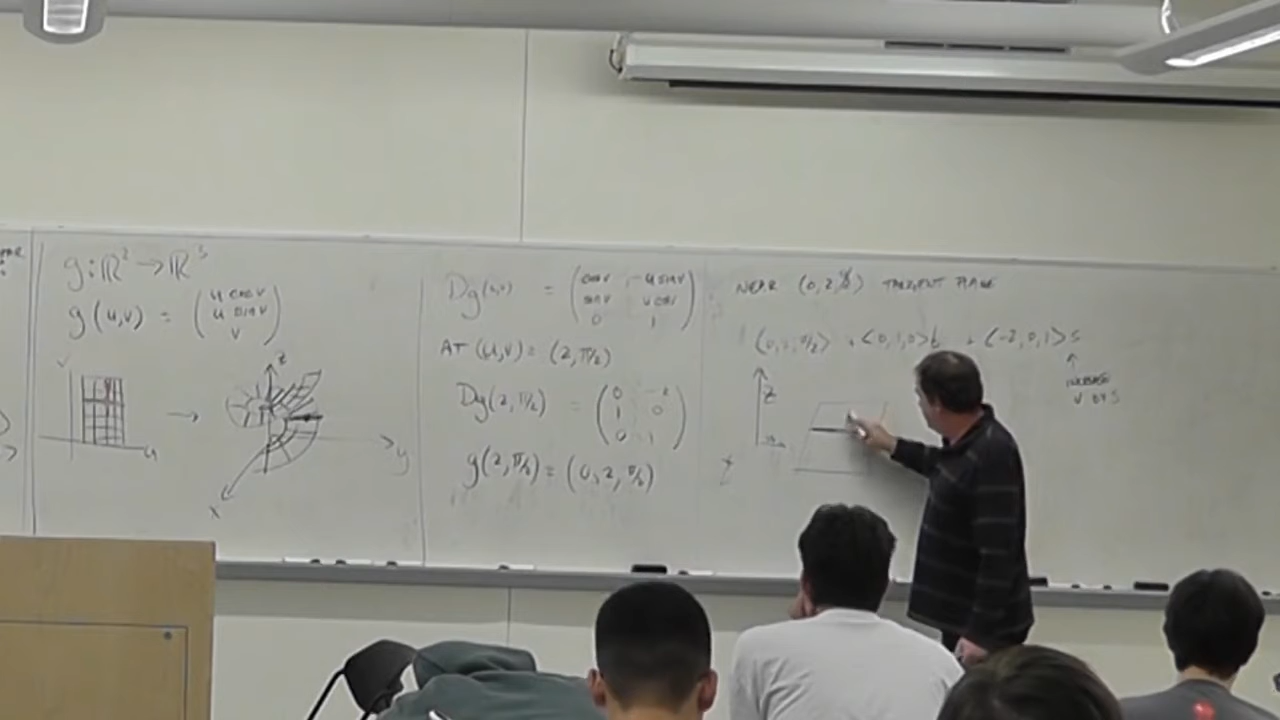 g: ℝ² → ℝ³
g(u,v) = (u cos v
u sin v
v)
v
u
→
z
y
x
Dg(u,v) = (cos v -u sin v
sin v u cos v
0 1)
AT (u,v) = (2, π/2)
Dg(2, π/2) = (0 -2
1 0
0 1)
g(2, π/2) = (0, 2, π/2)
NEAR (0, 2, π/2) TANGENT PLANE
(0, 2, π/2) + <0,1,0>t + <-2,0,1>s
↑
INCREASE
v BY s
z